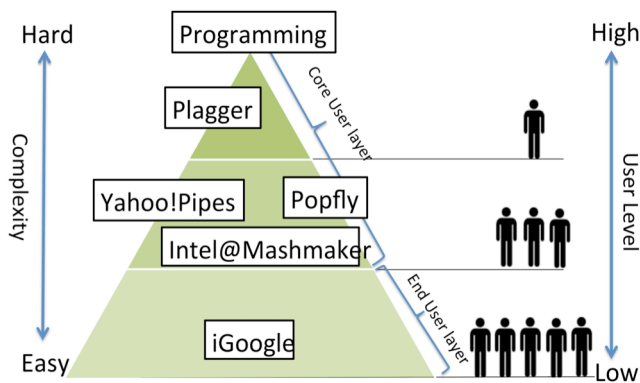 Hard
Programming
High
Plagger
Core User layer
Complexity
User Level
Yahoo!Pipes
Popfly
Intel@Mashmaker
End User layer
iGoogle
Easy
Low